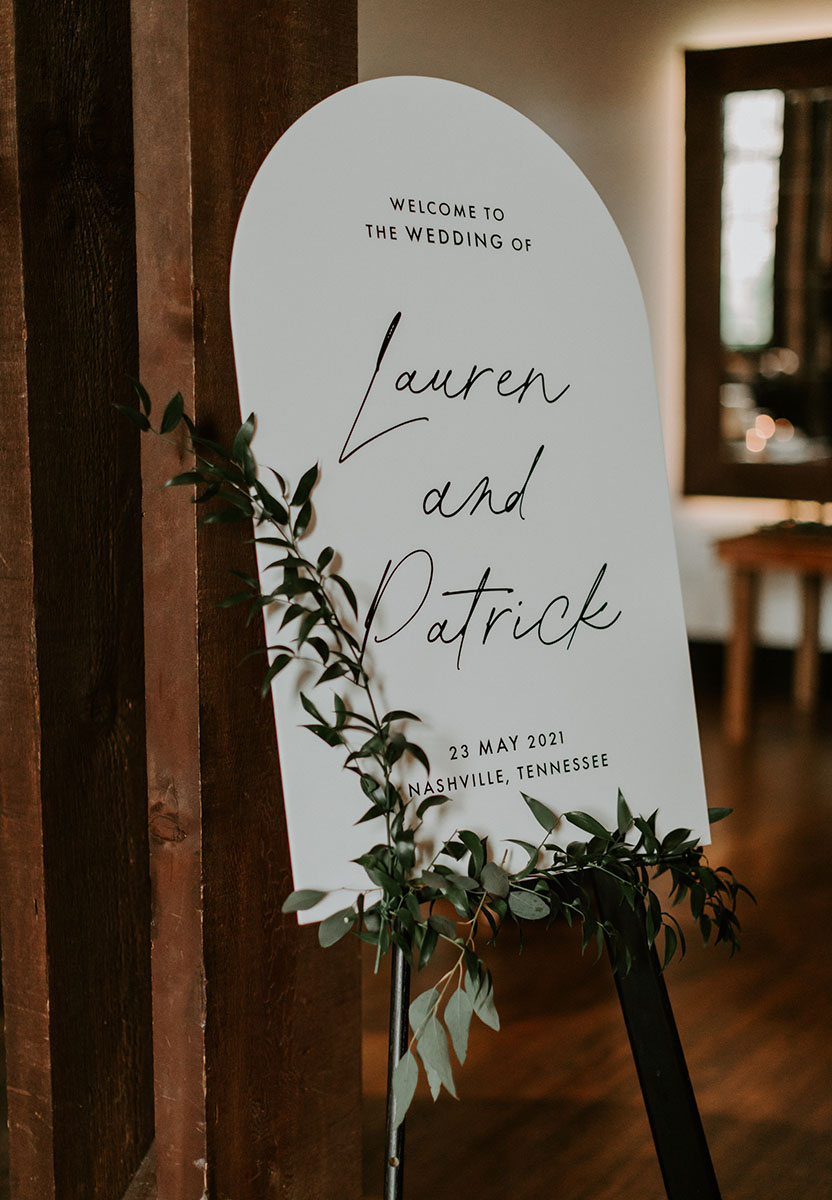 WELCOME TO
THE WEDDING OF
Lauren
and
Patrick
23 MAY 2021
NASHVILLE, TENNESSEE